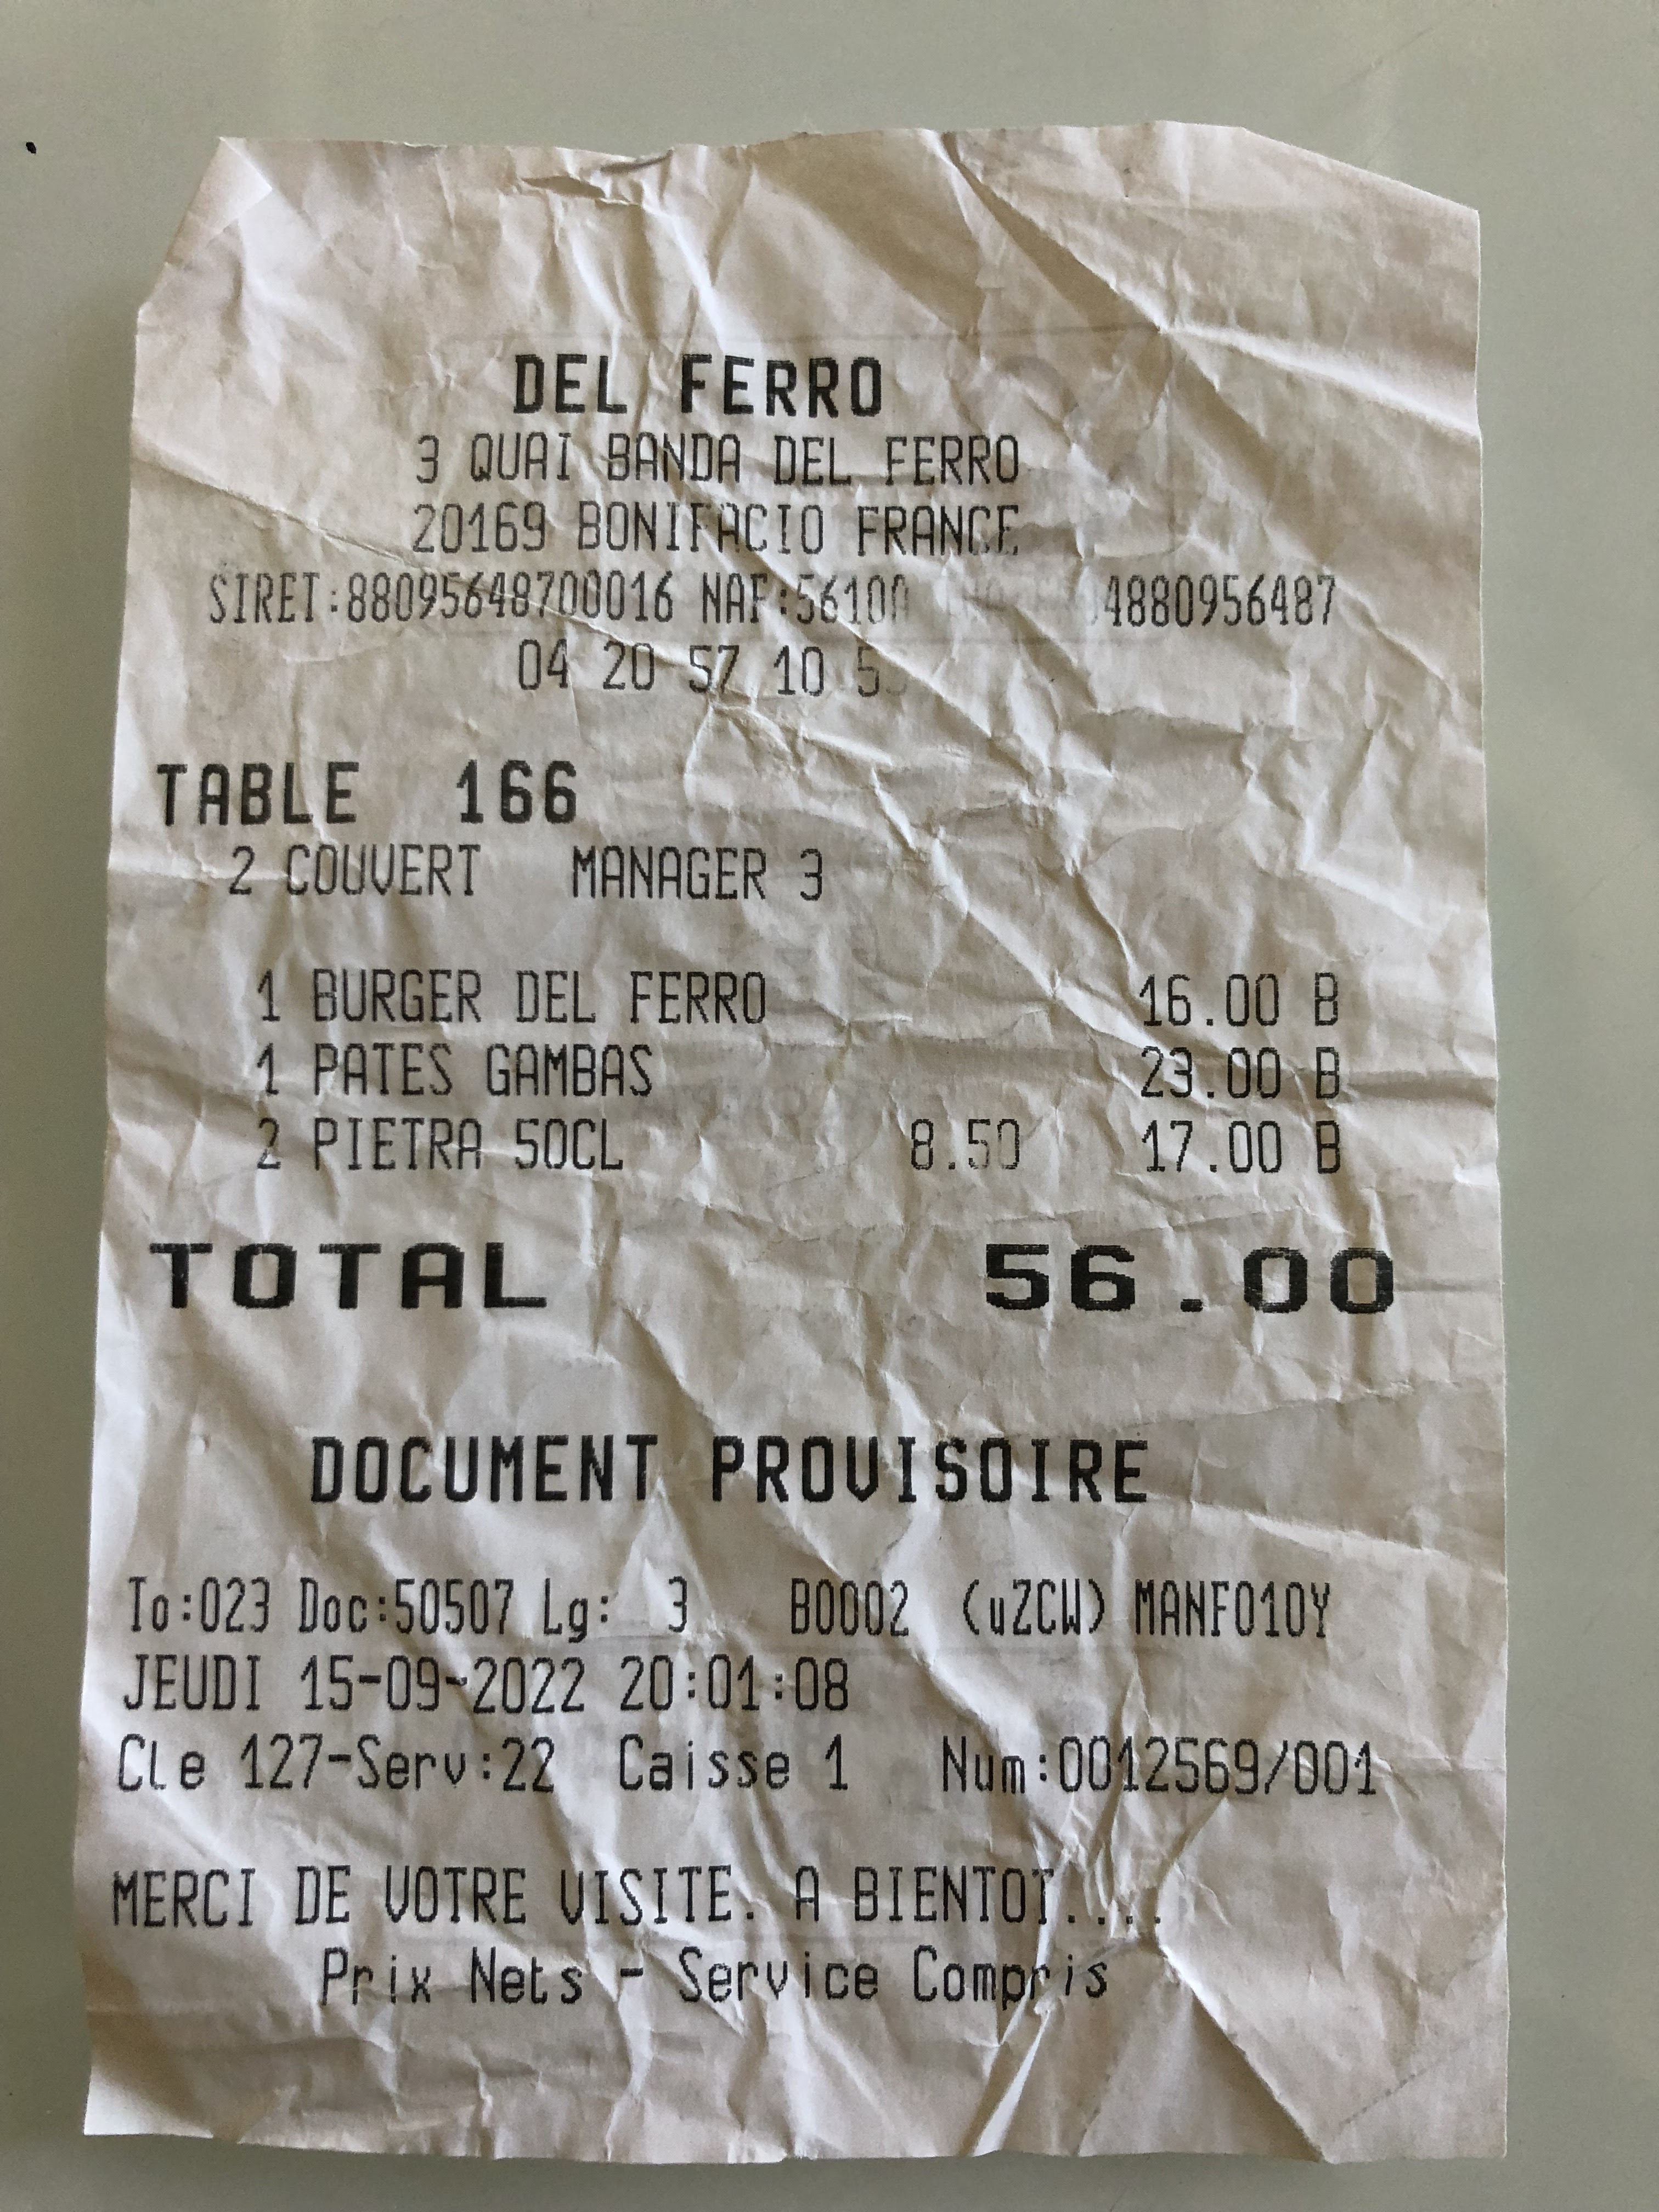 DEL FERRO
3 QUAI BANDA DEL FERRO
20169 BONIFACIO FRANCE
SIRET:88095648700016 4880956487
04 20 57 10
TABLE 166
2 COUVERT MANAGER 3
1 BURGER DEL FERRO 16.00 B
1 PATES GAMBAS 23.00 B
2 PIETRA 50CL 8.50 17.00 B
TOTAL 56.00
DOCUMENT PROVISOIRE
To:023 Doc:50507 Lg: 3 B0002 (uZCW) MANFO10Y
JEUDI 15-09-2022 20:01:08
Cle 127-Serv:22 Caisse 1 Num:0012569/001
MERCI DE VOTRE VISITE. A BIENTOT....
Prix Nets - Service Compris